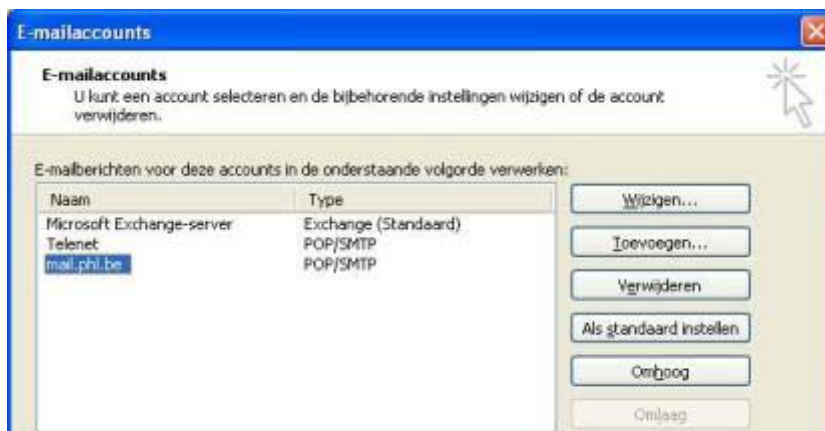 E-mailaccounts
E-mailaccounts
U kunt een account selecteren en de bijbehorende instellingen wijzigen of de account
verwijderen.
E-mailberichten voor deze accounts in de onderstaande volgorde verwerken:
Naam Type
Microsoft Exchange-server Exchange (Standaard)
Telenet POP/SMTP
mail.phl.be POP/SMTP
Wijzigen...
Toevoegen...
Verwijderen
Als standaard instellen
Omhoog
Omlaag